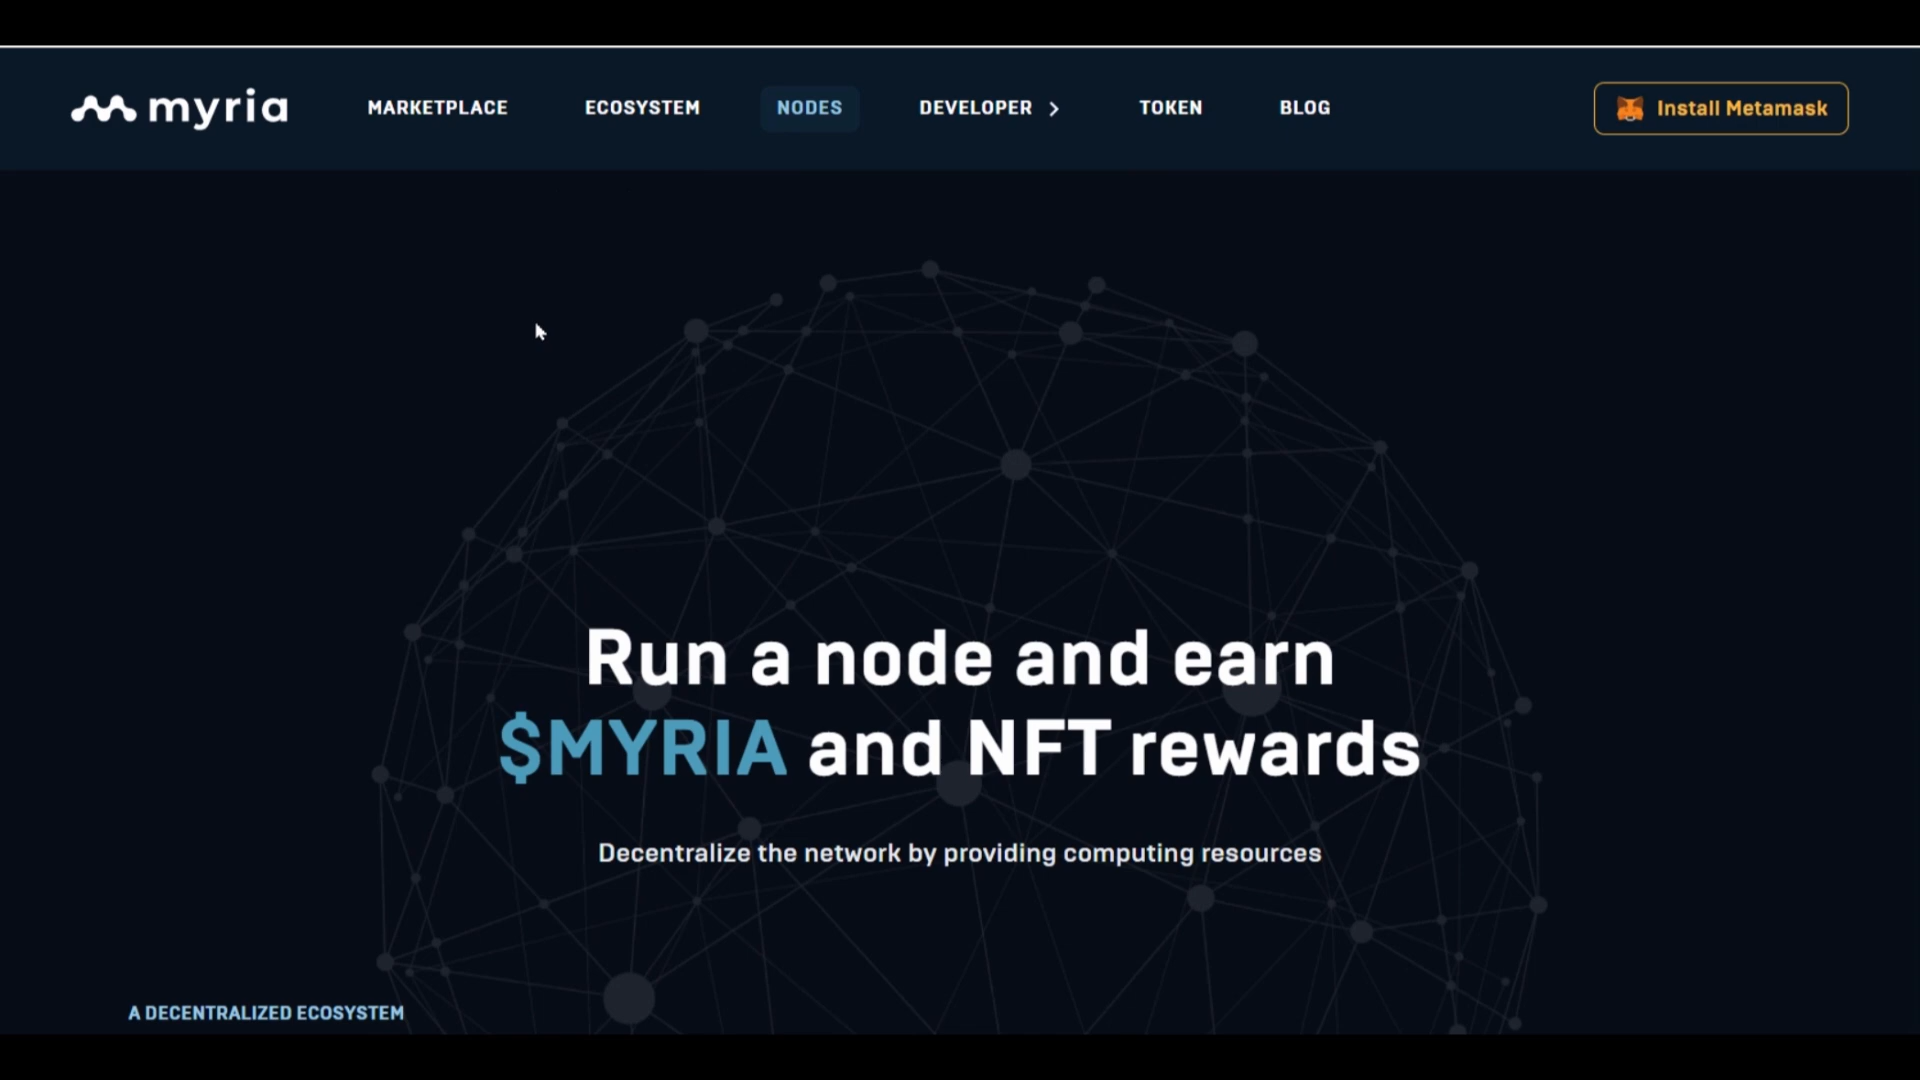 myria
MARKETPLACE
ECOSYSTEM
NODES
DEVELOPER
TOKEN
BLOG
Install Metamask
Run a node and earn
$MYRIA and NFT rewards
Decentralize the network by providing computing resources
A DECENTRALIZED ECOSYSTEM